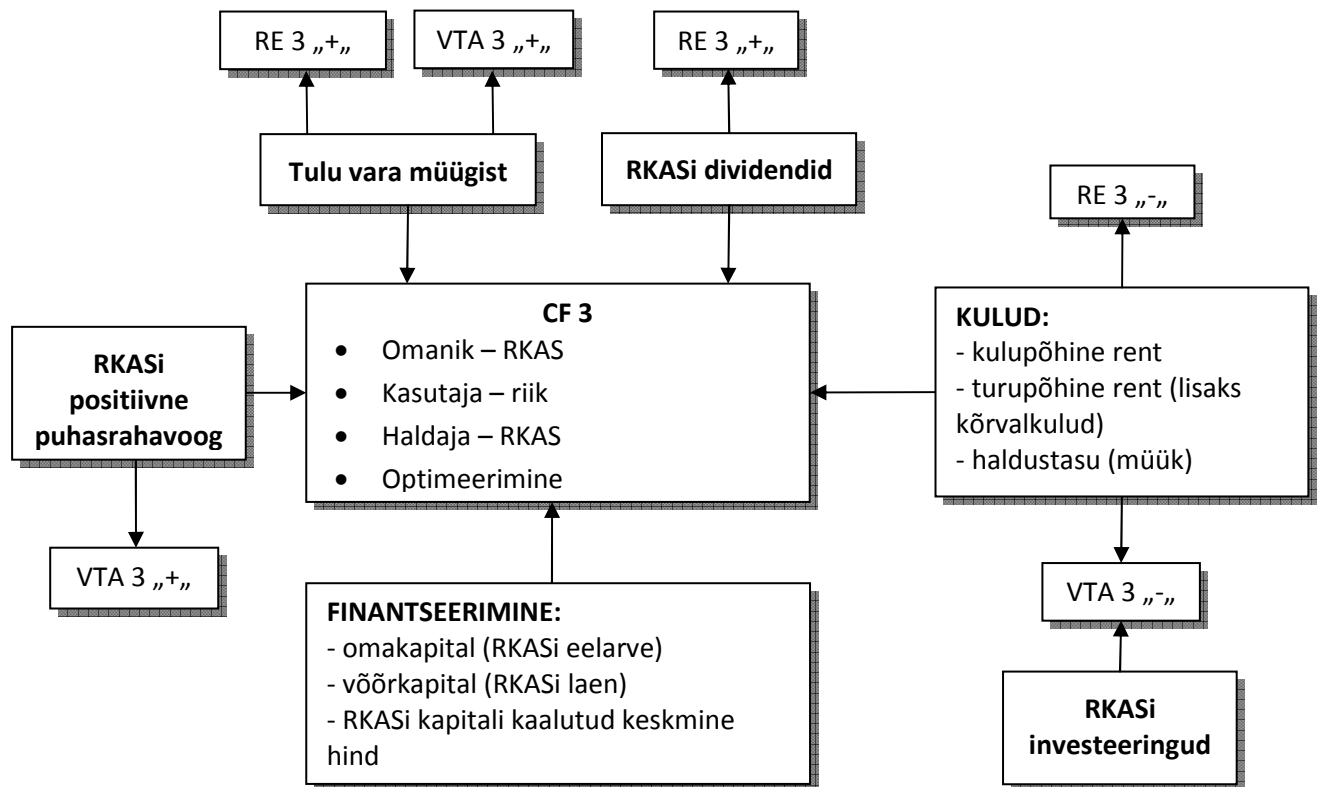 RE 3 „+„
VTA 3 „+„
RE 3 „+„
Tulu vara müügist
RKASi dividendid
RE 3 „-„
CF 3
• Omanik – RKAS
• Kasutaja – riik
• Haldaja – RKAS
• Optimeerimine
KULUD:
- kulupõhine rent
- turupõhine rent (lisaks
kõrvalkulud)
- haldustasu (müük)
RKASi
positiivne
puhasrahavoog
VTA 3 „+„
VTA 3 „-„
FINANTSEERIMINE:
- omakapital (RKASi eelarve)
- võõrkapital (RKASi laen)
- RKASi kapitali kaalutud keskmine
hind
RKASi
investeeringud